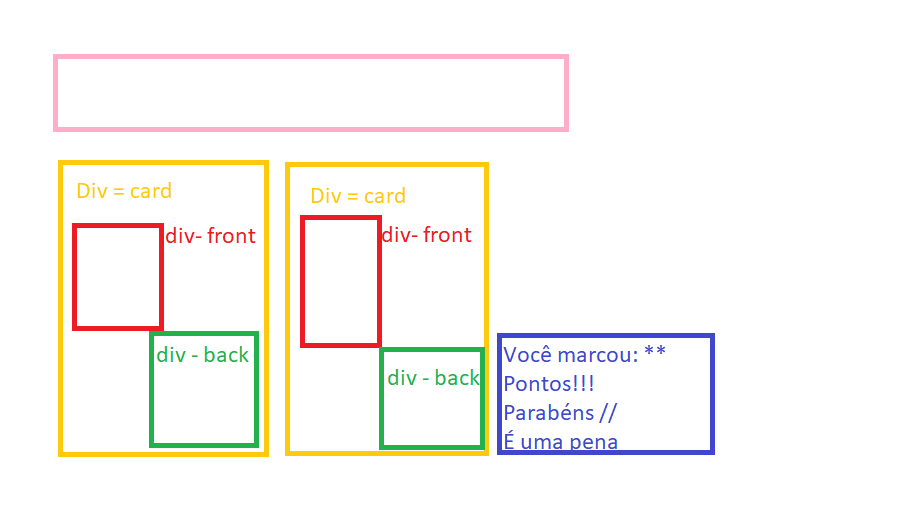 Div = card
div- front
div - back
Div = card
div- front
div - back
Você marcou: **
Pontos!!!
Parabéns //
É uma pena